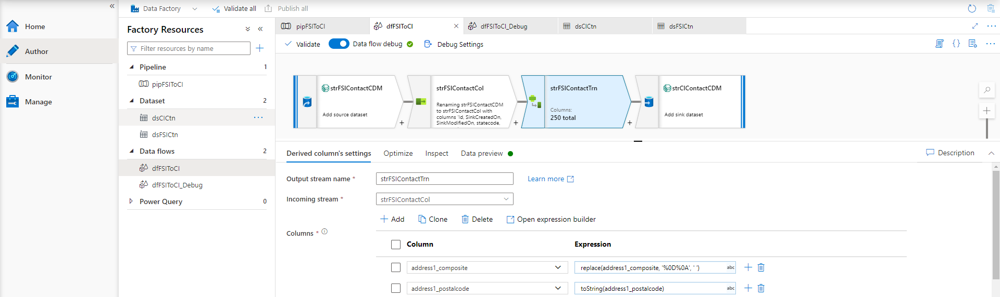 «
Data Factory
Validate all
Publish all
Home
Author
Monitor
Manage
Factory Resources
«
Filter resources by name
Pipeline 1
pipFSIToCI
Dataset 2
dsCICtn ...
dsFSICtn
Data flows 2
dfFSIToCI
dfFSIToCI_Debug
Power Query 0
pipFSIToCI
dfFSIToCI
dfFSIToCI_Debug
dsCICtn
dsFSICtn
...
Validate
Data flow debug
Debug Settings
{}
...
strFSIContactCDM
Add source dataset
+
strFSIContactCol
Renaming strFSIContactCDM
to strFSIContactCol with
columns 'Id, SinkCreatedOn,
SinkModifiedOn, statecode,
+
strFSIContactTrn
Columns:
250 total
+
strCIContactCDM
Add sink dataset
Derived column's settings
Optimize
Inspect
Data preview
Description
Output stream name *
strFSIContactTrn
Learn more
Incoming stream *
strFSIContactCol
Add
Clone
Delete
Open expression builder
Columns *
Column
Expression
address1_composite
replace(address1_composite, '%0D%0A', ' ')
abc
address1_postalcode
toString(address1_postalcode)
abc